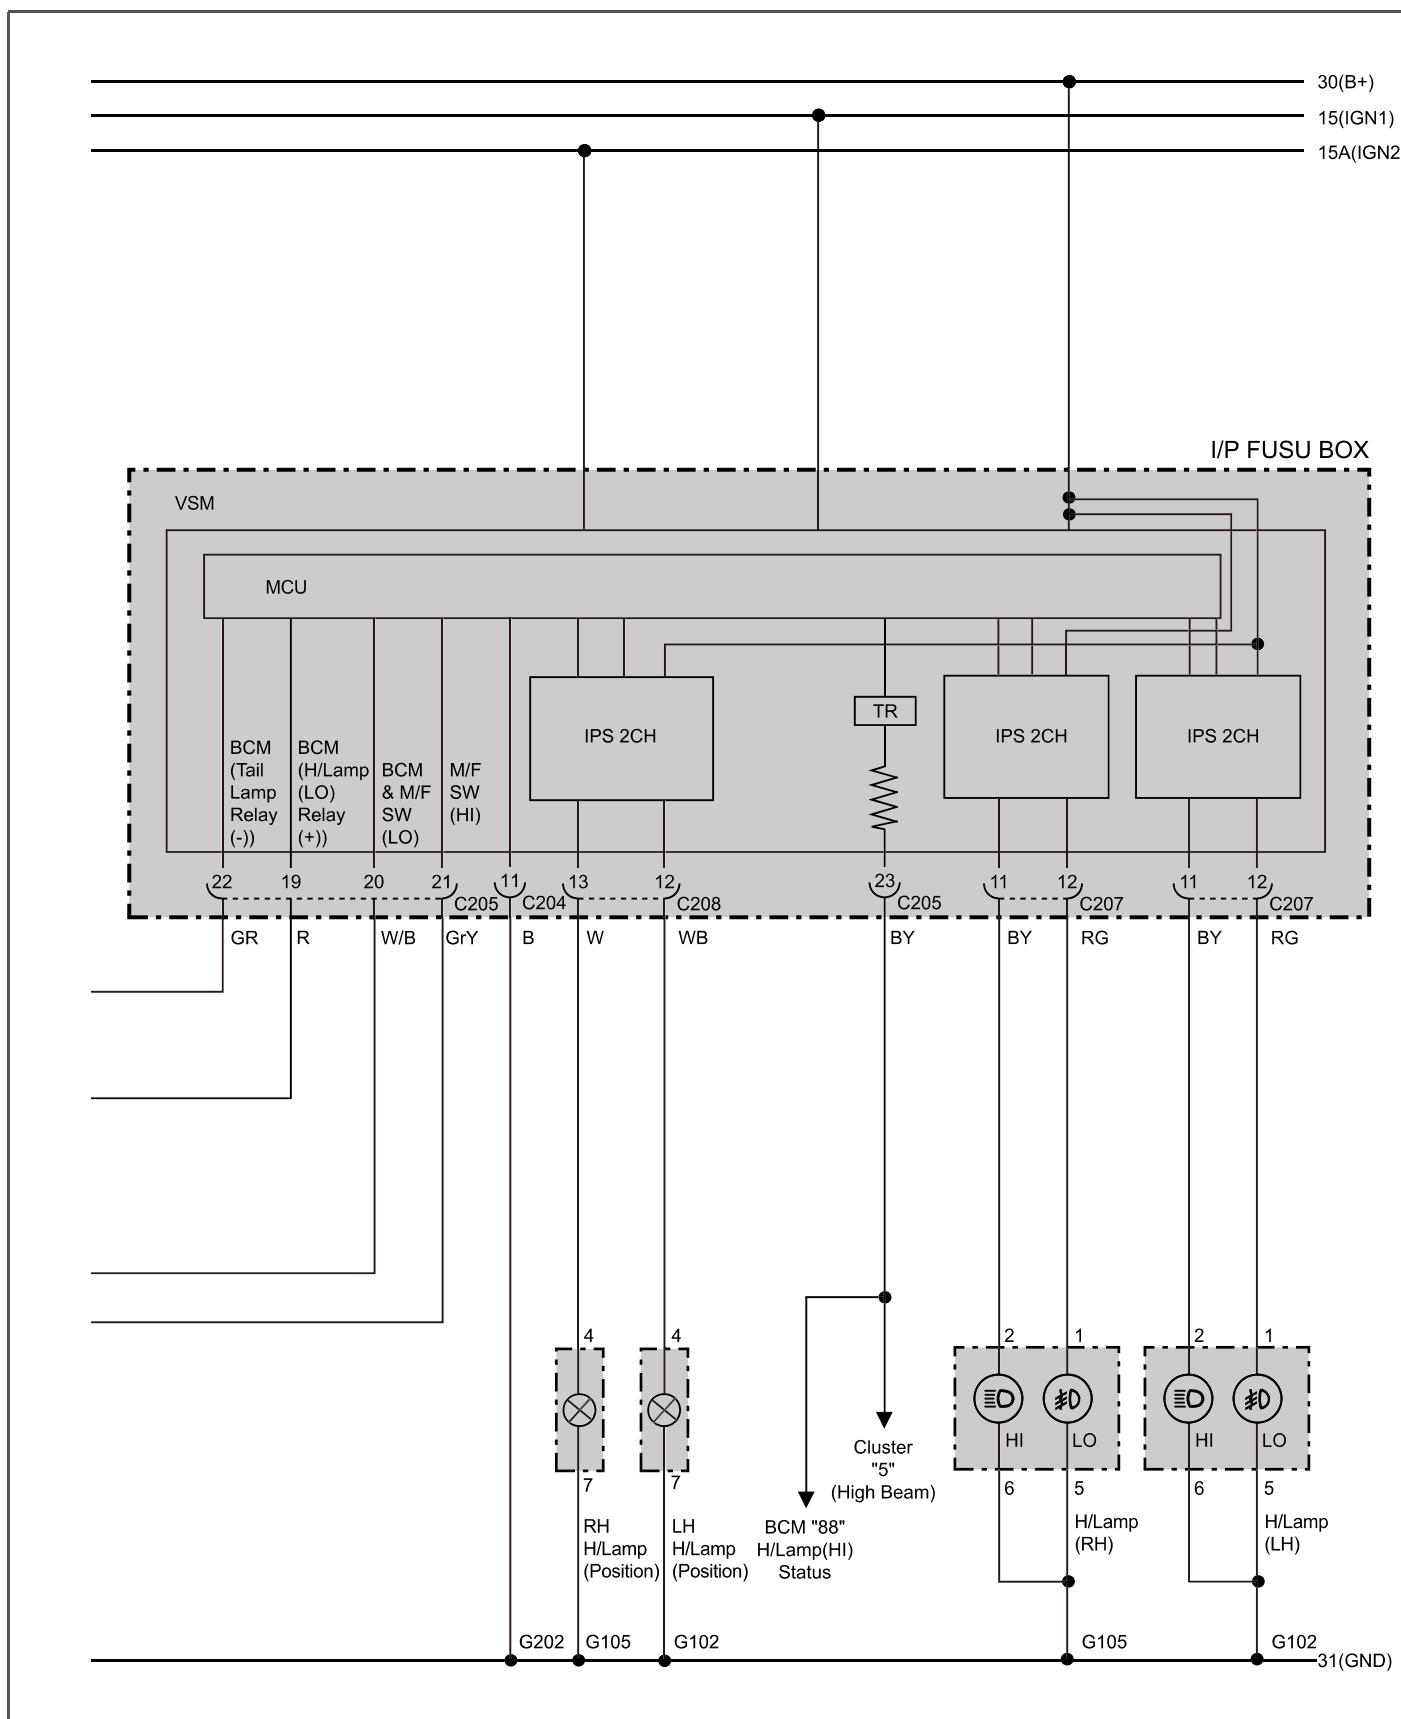 30(B+)
15(IGN1)
15A(IGN2
I/P FUSU BOX
VSM
MCU
IPS 2CH
TR
IPS 2CH
IPS 2CH
BCM
(Tail
Lamp
Relay
(-))
BCM
(H/Lamp
(LO)
Relay
(+))
BCM
& M/F
SW
(LO)
M/F
SW
(HI)
22 19 20 21 C205
11 C204
13 12 C208
23 C205
11 12 C207
11 12 C207
GR R W/B GrY B W WB BY BY RG BY RG
4 4 2 1 2 1
HI LO HI LO
Cluster
"5"
(High Beam)
7 7 6 5 6 5
RH
H/Lamp
(Position)
LH
H/Lamp
(Position)
BCM "88"
H/Lamp(HI)
Status
H/Lamp
(RH)
H/Lamp
(LH)
G202 G105 G102 G105 G102
31(GND)